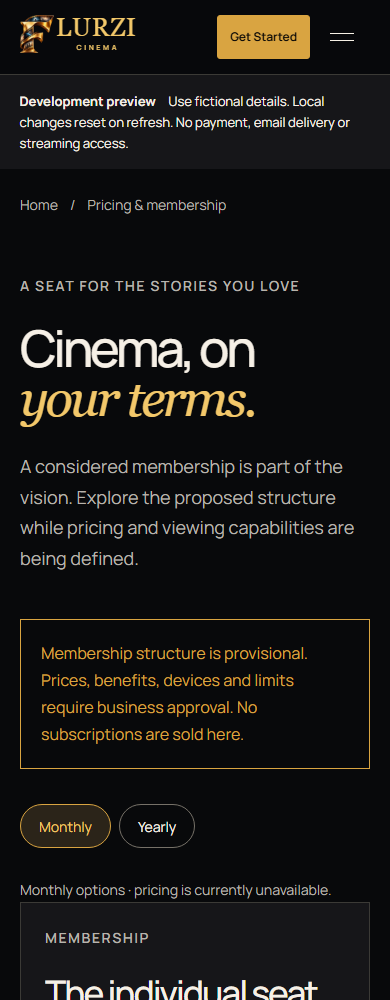 FLURZI
CINEMA
Get Started
Development preview Use fictional details. Local
changes reset on refresh. No payment, email delivery or
streaming access.
Home / Pricing & membership
A SEAT FOR THE STORIES YOU LOVE
Cinema, on
your terms.
A considered membership is part of the
vision. Explore the proposed structure
while pricing and viewing capabilities are
being defined.
Membership structure is provisional.
Prices, benefits, devices and limits
require business approval. No
subscriptions are sold here.
Monthly Yearly
Monthly options · pricing is currently unavailable.
MEMBERSHIP
The individual seat